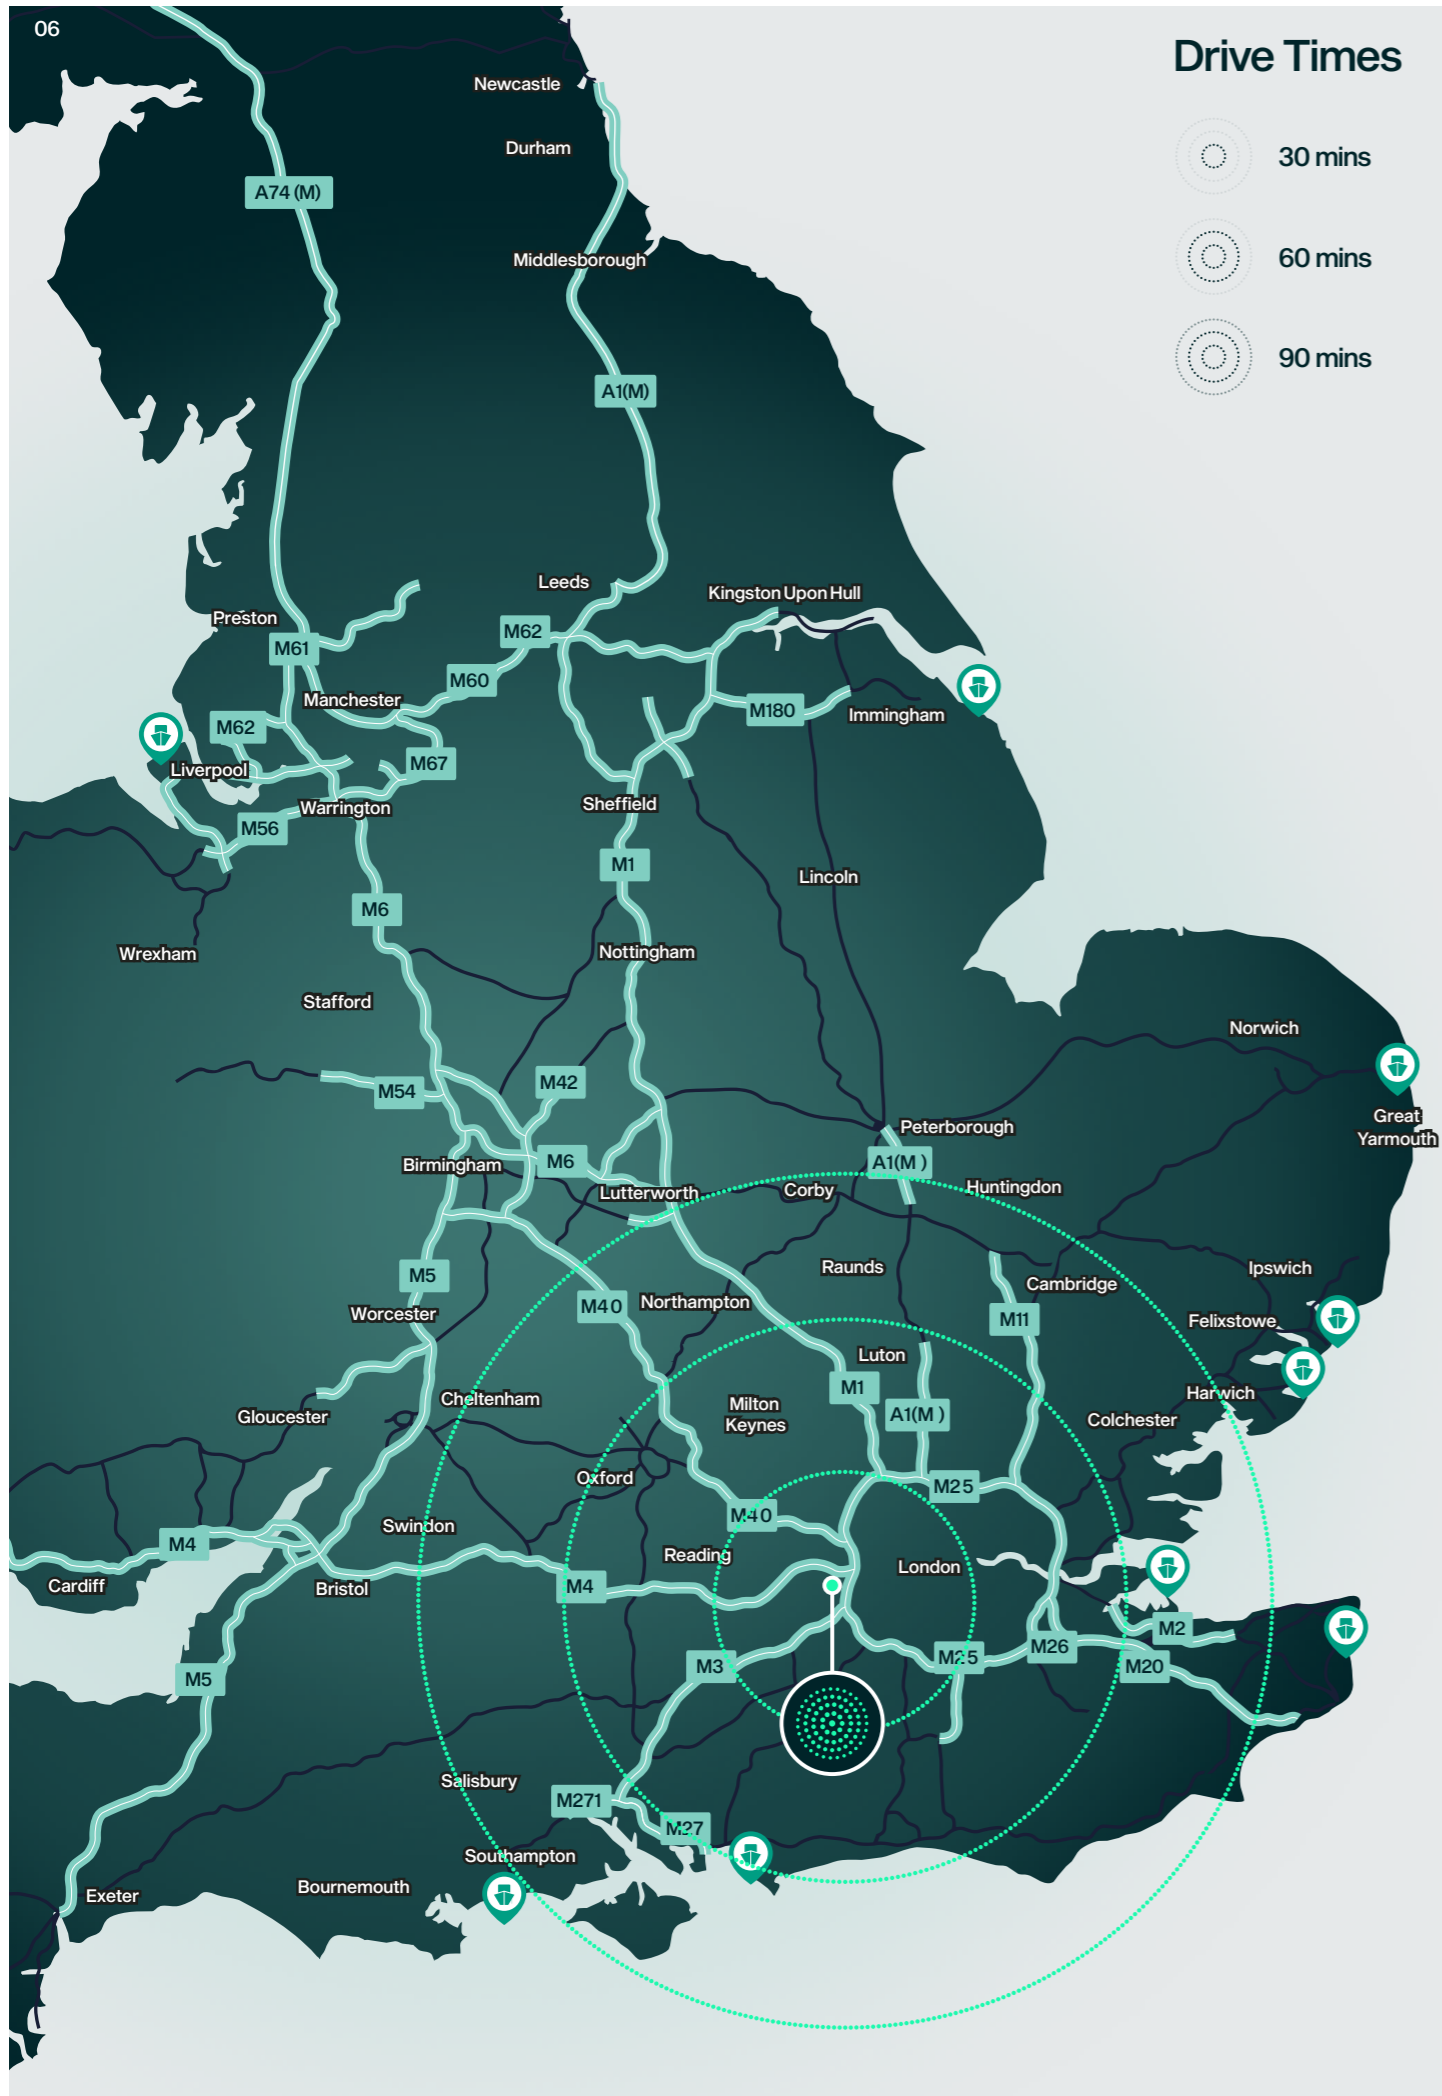 06
Drive Times
30 mins
60 mins
90 mins
Newcastle
Durham
A74 (M)
Middlesborough
A1(M)
Leeds
Kingston Upon Hull
Preston
M62
M61
M60
Manchester
M180
Immingham
M62
M67
Liverpool
Warrington
Sheffield
M56
M1
Lincoln
M6
Wrexham
Nottingham
Stafford
Norwich
M42
M54
Great
Yarmouth
Peterborough
Birmingham
M6
A1(M )
Lutterworth
Corby
Huntingdon
Raunds
Ipswich
M5
Cambridge
Worcester
M40
Northampton
M11
Felixstowe
Luton
M1
Harwich
Cheltenham
Milton
Keynes
A1(M )
Gloucester
Colchester
Oxford
M25
M40
Swindon
M4
Reading
London
Cardiff
Bristol
M4
M2
M26
M25
M3
M20
M5
Salisbury
M271
M27
Southampton
Bournemouth
Exeter